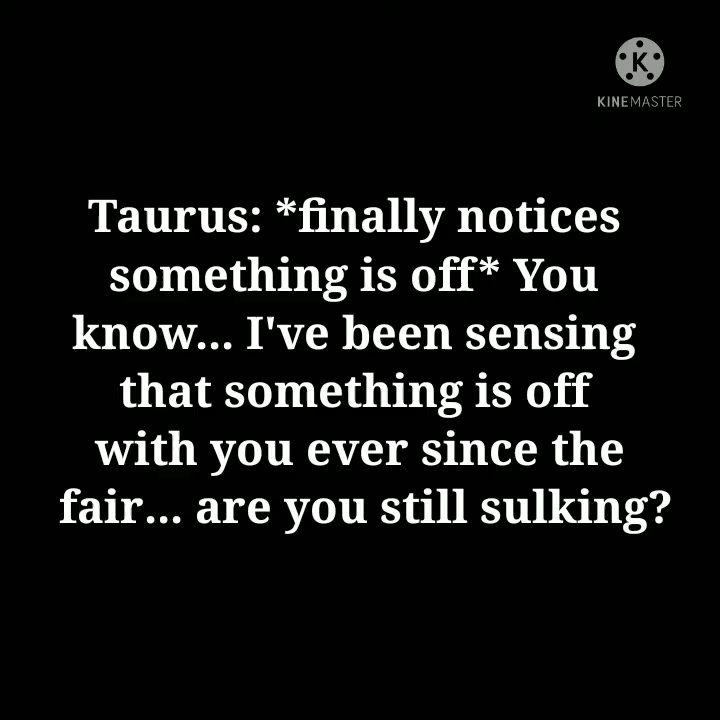 KINEMASTER
Taurus: *finally notices
something is off* You
know... I've been sensing
that something is off
with you ever since the
fair... are you still sulking?